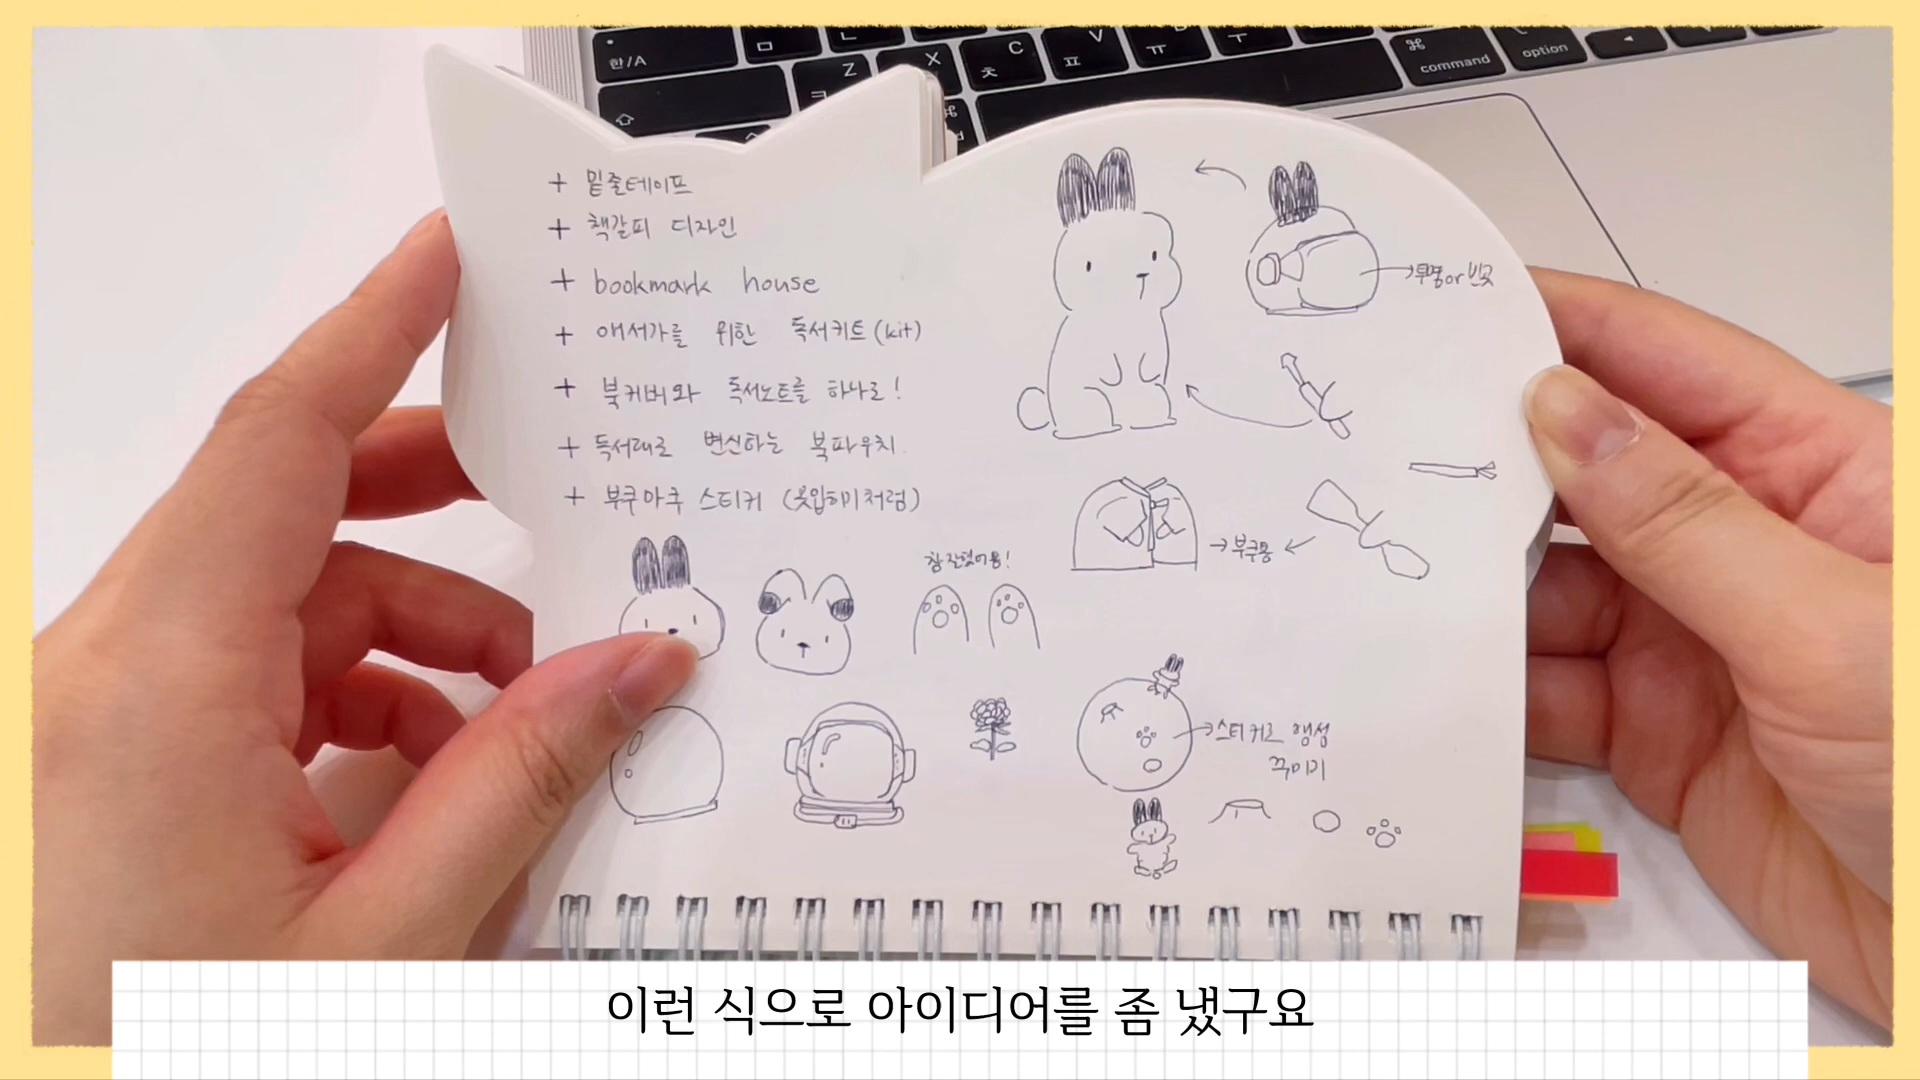 한/A
ㅁ
Z
ㅋ
X
C
ㅊ
V
ㅍ
ㅠ
ㅜ
⌘
command
option
+ 밑줄테이프
+ 책갈피 디자인
+ bookmark house
+ 애서가를 위한 독서키트 (kit)
+ 북커버와 독서노트를 하나로!
+ 독서대로 변신하는 북파우치.
+ 부쿠마쿠 스티커 (옷입히미처럼)
참 잘했어용!
투명or빈곳
→ 부쿠통 ←
→ 스티커로 행성
꾸미기
이런 식으로 아이디어를 좀 냈구요